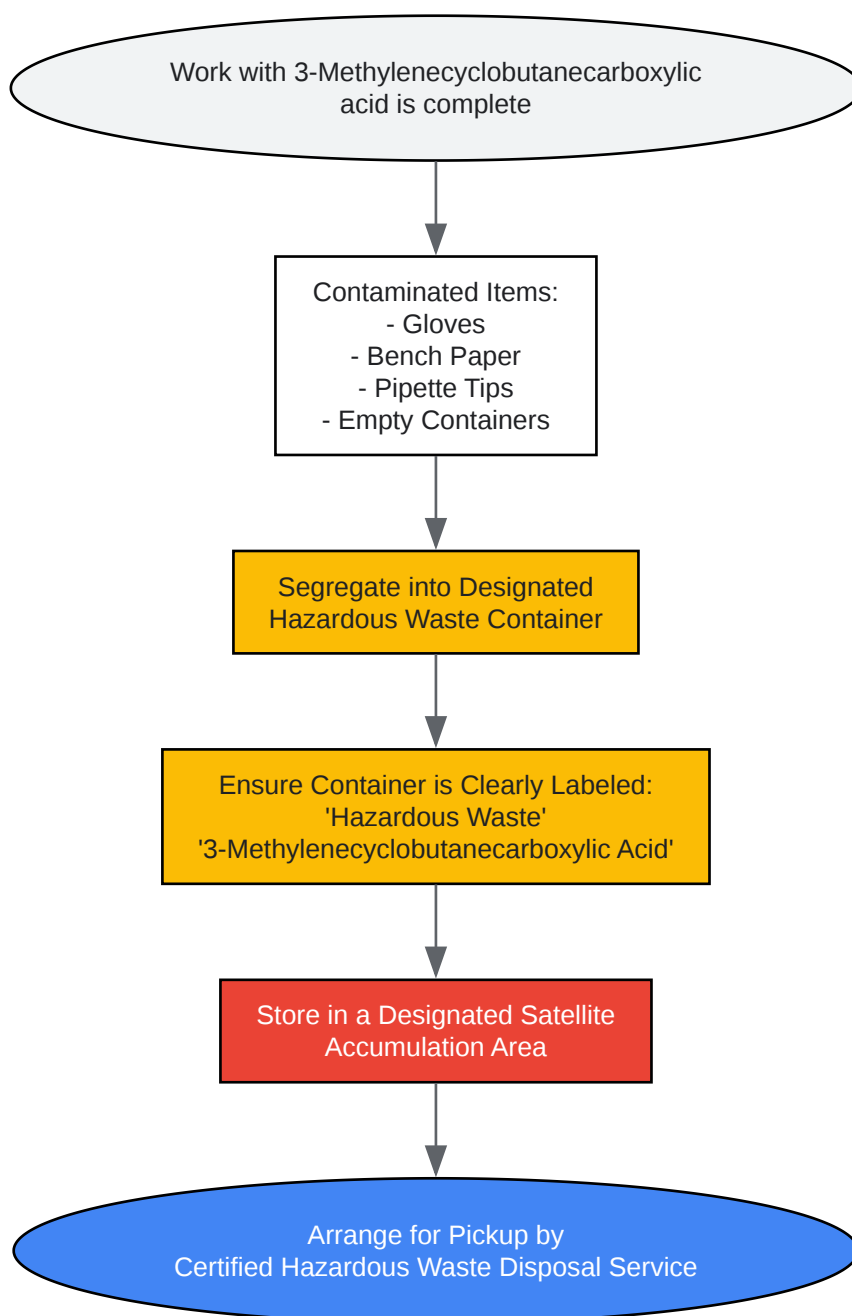 Work with 3-Methylenecyclobutanecarboxylic
acid is complete
Contaminated Items:
- Gloves
- Bench Paper
- Pipette Tips
- Empty Containers
Segregate into Designated
Hazardous Waste Container
Ensure Container is Clearly Labeled:
'Hazardous Waste'
'3-Methylenecyclobutanecarboxylic Acid'
Store in a Designated Satellite
Accumulation Area
Arrange for Pickup by
Certified Hazardous Waste Disposal Service